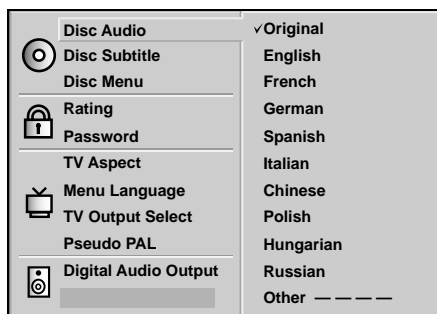 Disc Audio
Disc Subtitle
Disc Menu
Rating
Password
TV Aspect
Menu Language
TV Output Select
Pseudo PAL
Digital Audio Output
✓Original
English
French
German
Spanish
Italian
Chinese
Polish
Hungarian
Russian
Other — — — —